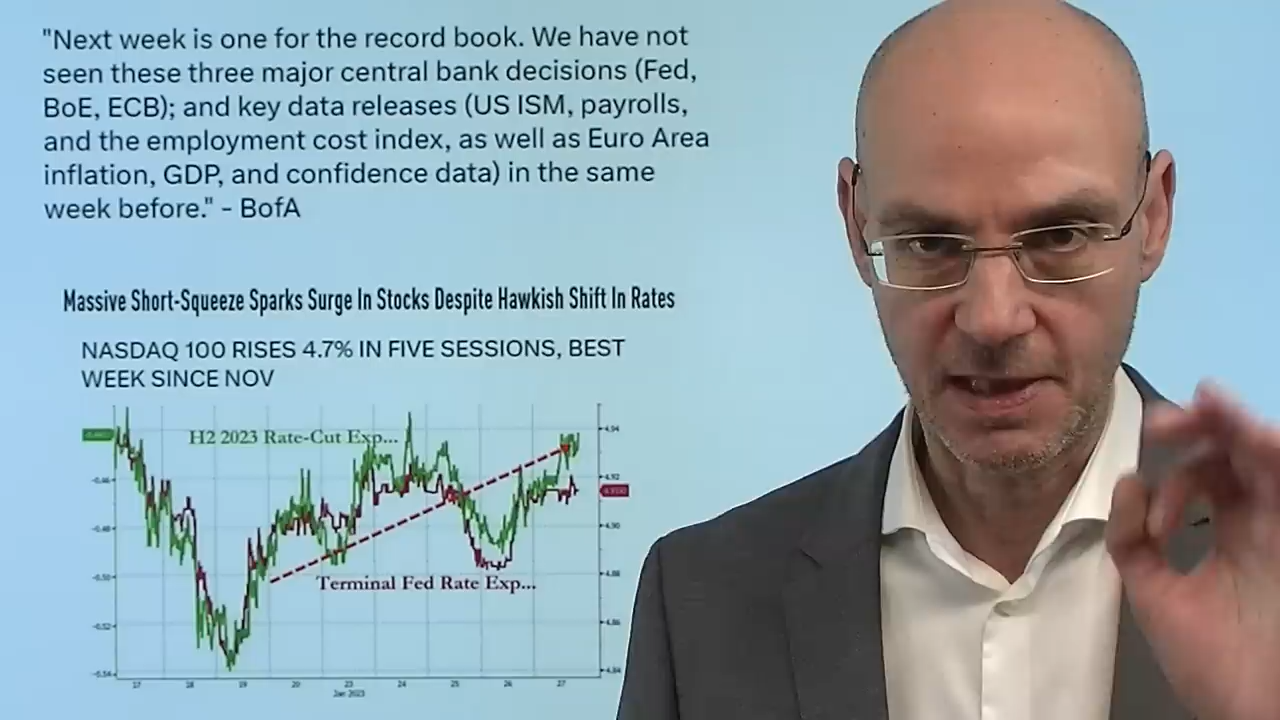 "Next week is one for the record book. We have not
seen these three major central bank decisions (Fed,
BoE, ECB); and key data releases (US ISM, payrolls,
and the employment cost index, as well as Euro Area
inflation, GDP, and confidence data) in the same
week before." - BofA
Massive Short-Squeeze Sparks Surge In Stocks Despite Hawkish Shift In Rates
NASDAQ 100 RISES 4.7% IN FIVE SESSIONS, BEST
WEEK SINCE NOV
H2 2023 Rate-Cut Exp...
Terminal Fed Rate Exp...
4.94
4.92
4.90
4.88
4.86
4.84
-0.48
-0.50
-0.52
-0.54
17 18 19 20 23 24 25 26 27
Jan 2023